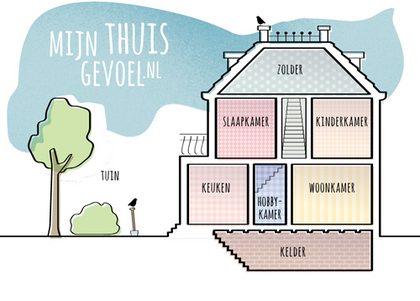 MIJN THUIS
GEVOEL.NL
ZOLDER
SLAAPKAMER
KINDERKAMER
TUIN
KEUKEN
HOBBY-
KAMER
WOONKAMER
KELDER